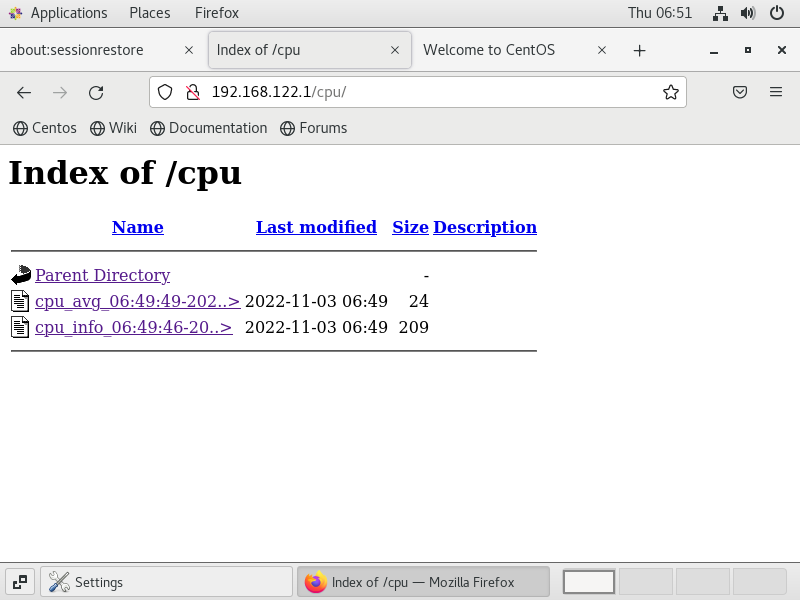 Applications Places Firefox Thu 06:51
about:sessionrestore Index of /cpu Welcome to CentOS
192.168.122.1/cpu/
Centos Wiki Documentation Forums
Index of /cpu
Name Last modified Size Description
Parent Directory -
cpu_avg_06:49:49-202..> 2022-11-03 06:49 24
cpu_info_06:49:46-20..> 2022-11-03 06:49 209
Settings Index of /cpu — Mozilla Firefox